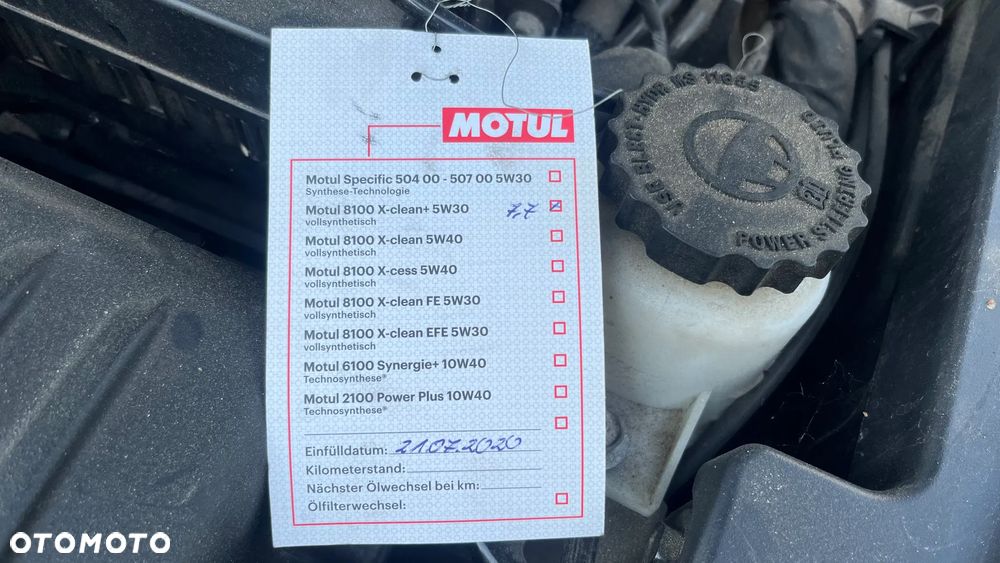 MOTUL
Motul Specific 504 00 - 507 00 5W30
Synthese-Technologie
Motul 8100 X-clean+ 5W30 7,7
vollsynthetisch
Motul 8100 X-clean 5W40
vollsynthetisch
Motul 8100 X-cess 5W40
vollsynthetisch
Motul 8100 X-clean FE 5W30
vollsynthetisch
Motul 8100 X-clean EFE 5W30
vollsynthetisch
Motul 6100 Synergie+ 10W40
Technosynthese®
Motul 2100 Power Plus 10W40
Technosynthese®
Einfülldatum: 21.07.2020
Kilometerstand:
Nächster Ölwechsel bei km:
Ölfilterwechsel:
POWER STEERING FLUID
OTOMOTO